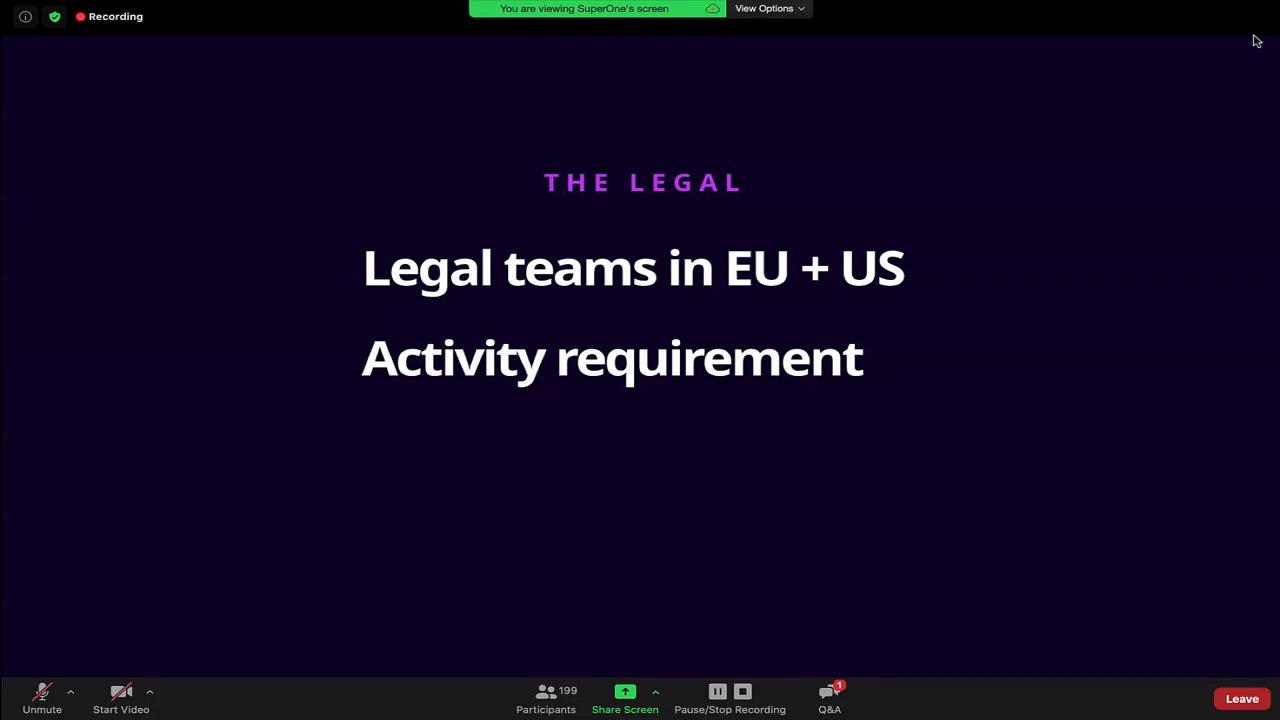 Recording
You are viewing SuperOne's screen
View Options
THE LEGAL
Legal teams in EU + US
Activity requirement
Unmute
Start Video
199
Participants
Share Screen
Pause/Stop Recording
1
Q&A
Leave